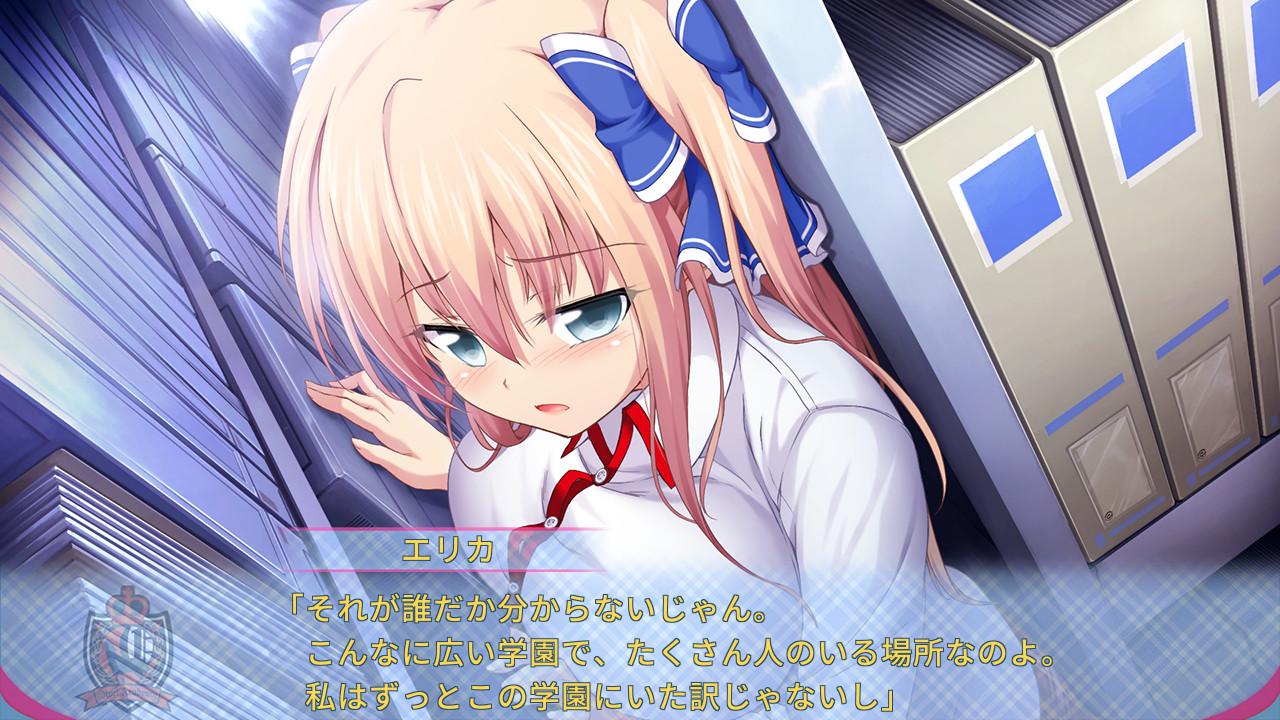 エリカ
「それが誰だか分からないじゃん。
こんなに広い学園で、たくさん人のいる場所なのよ。
私はずっとこの学園にいた訳じゃないし」